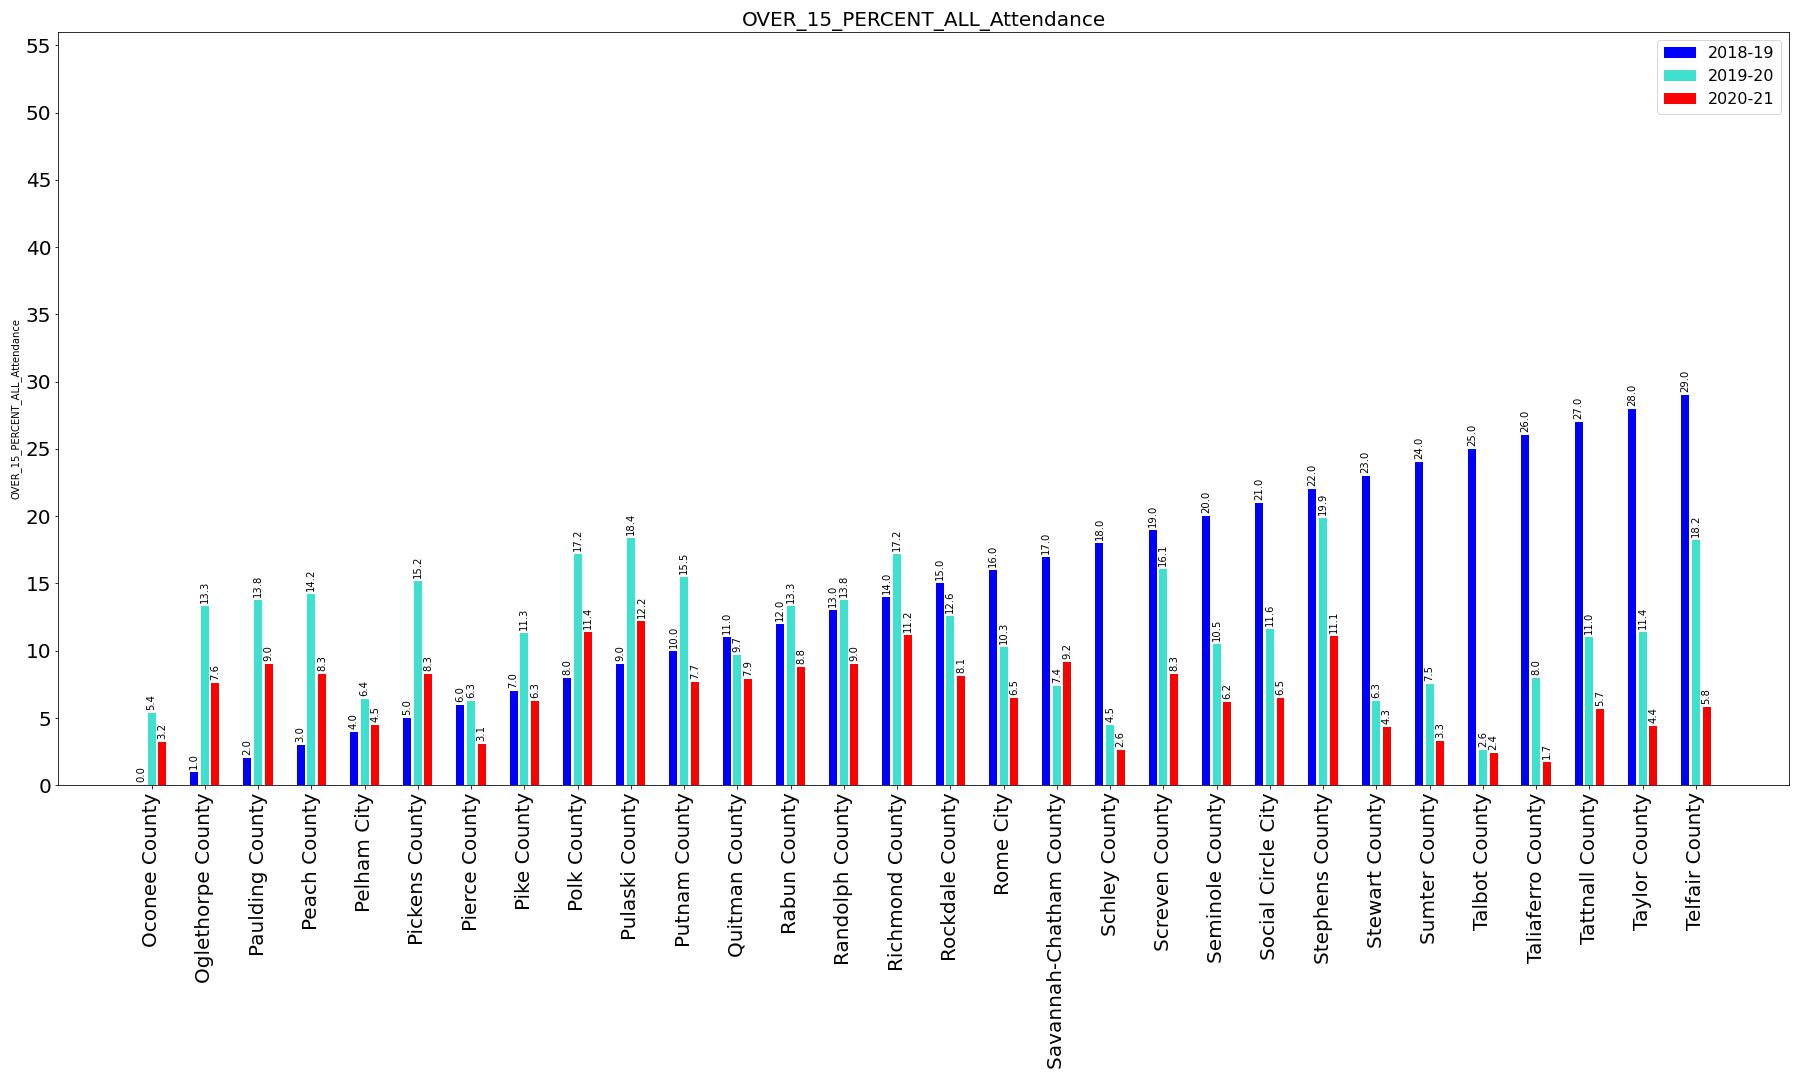 OVER_15_PERCENT_ALL_Attendance
2018-19
2019-20
2020-21
OVER_15_PERCENT_ALL_Attendance
55
50
45
40
35
30
25
20
15
10
5
0
0.0 5.4 3.2
1.0 13.3 7.6
2.0 13.8 9.0
3.0 14.2 8.3
4.0 6.4 4.5
5.0 15.2 8.3
6.0 6.3 3.1
7.0 11.3 6.3
8.0 17.2 11.4
9.0 18.4 12.2
10.0 15.5 7.7
11.0 9.7 7.9
12.0 13.3 8.8
13.0 13.8 9.0
14.0 17.2 11.2
15.0 12.6 8.1
16.0 10.3 6.5
17.0 7.4 9.2
18.0 4.5 2.6
19.0 16.1 8.3
20.0 10.5 6.2
21.0 11.6 6.5
22.0 19.9 11.1
23.0 6.3 4.3
24.0 7.5 3.3
25.0 2.6 2.4
26.0 8.0 1.7
27.0 11.0 5.7
28.0 11.4 4.4
29.0 18.2 5.8
Oconee County
Oglethorpe County
Paulding County
Peach County
Pelham City
Pickens County
Pierce County
Pike County
Polk County
Pulaski County
Putnam County
Quitman County
Rabun County
Randolph County
Richmond County
Rockdale County
Rome City
Savannah-Chatham County
Schley County
Screven County
Seminole County
Social Circle City
Stephens County
Stewart County
Sumter County
Talbot County
Taliaferro County
Tattnall County
Taylor County
Telfair County